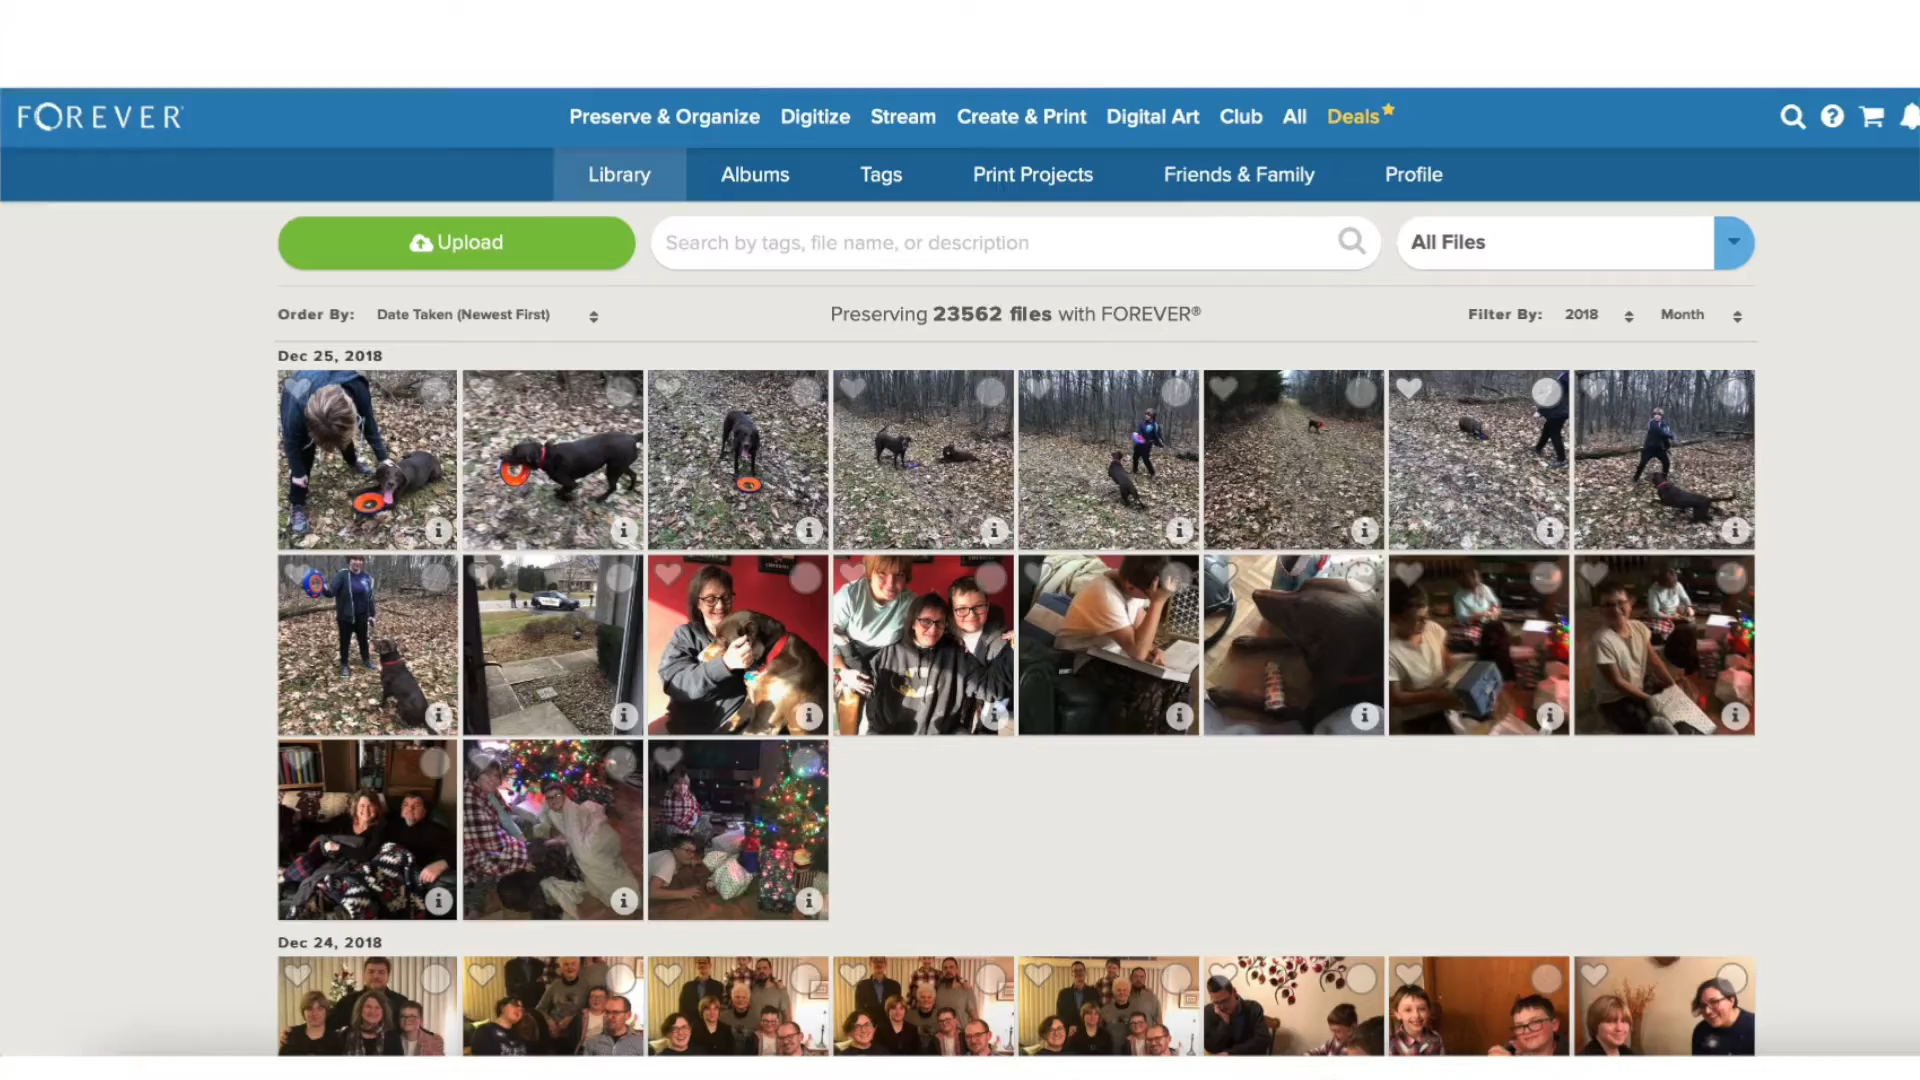 FOREVER®
Preserve & Organize Digitize Stream Create & Print Digital Art Club All Deals
Library Albums Tags Print Projects Friends & Family Profile
Upload
Search by tags, file name, or description
All Files
Order By: Date Taken (Newest First)
Preserving 23562 files with FOREVER®
Filter By: 2018 Month
Dec 25, 2018
Dec 24, 2018